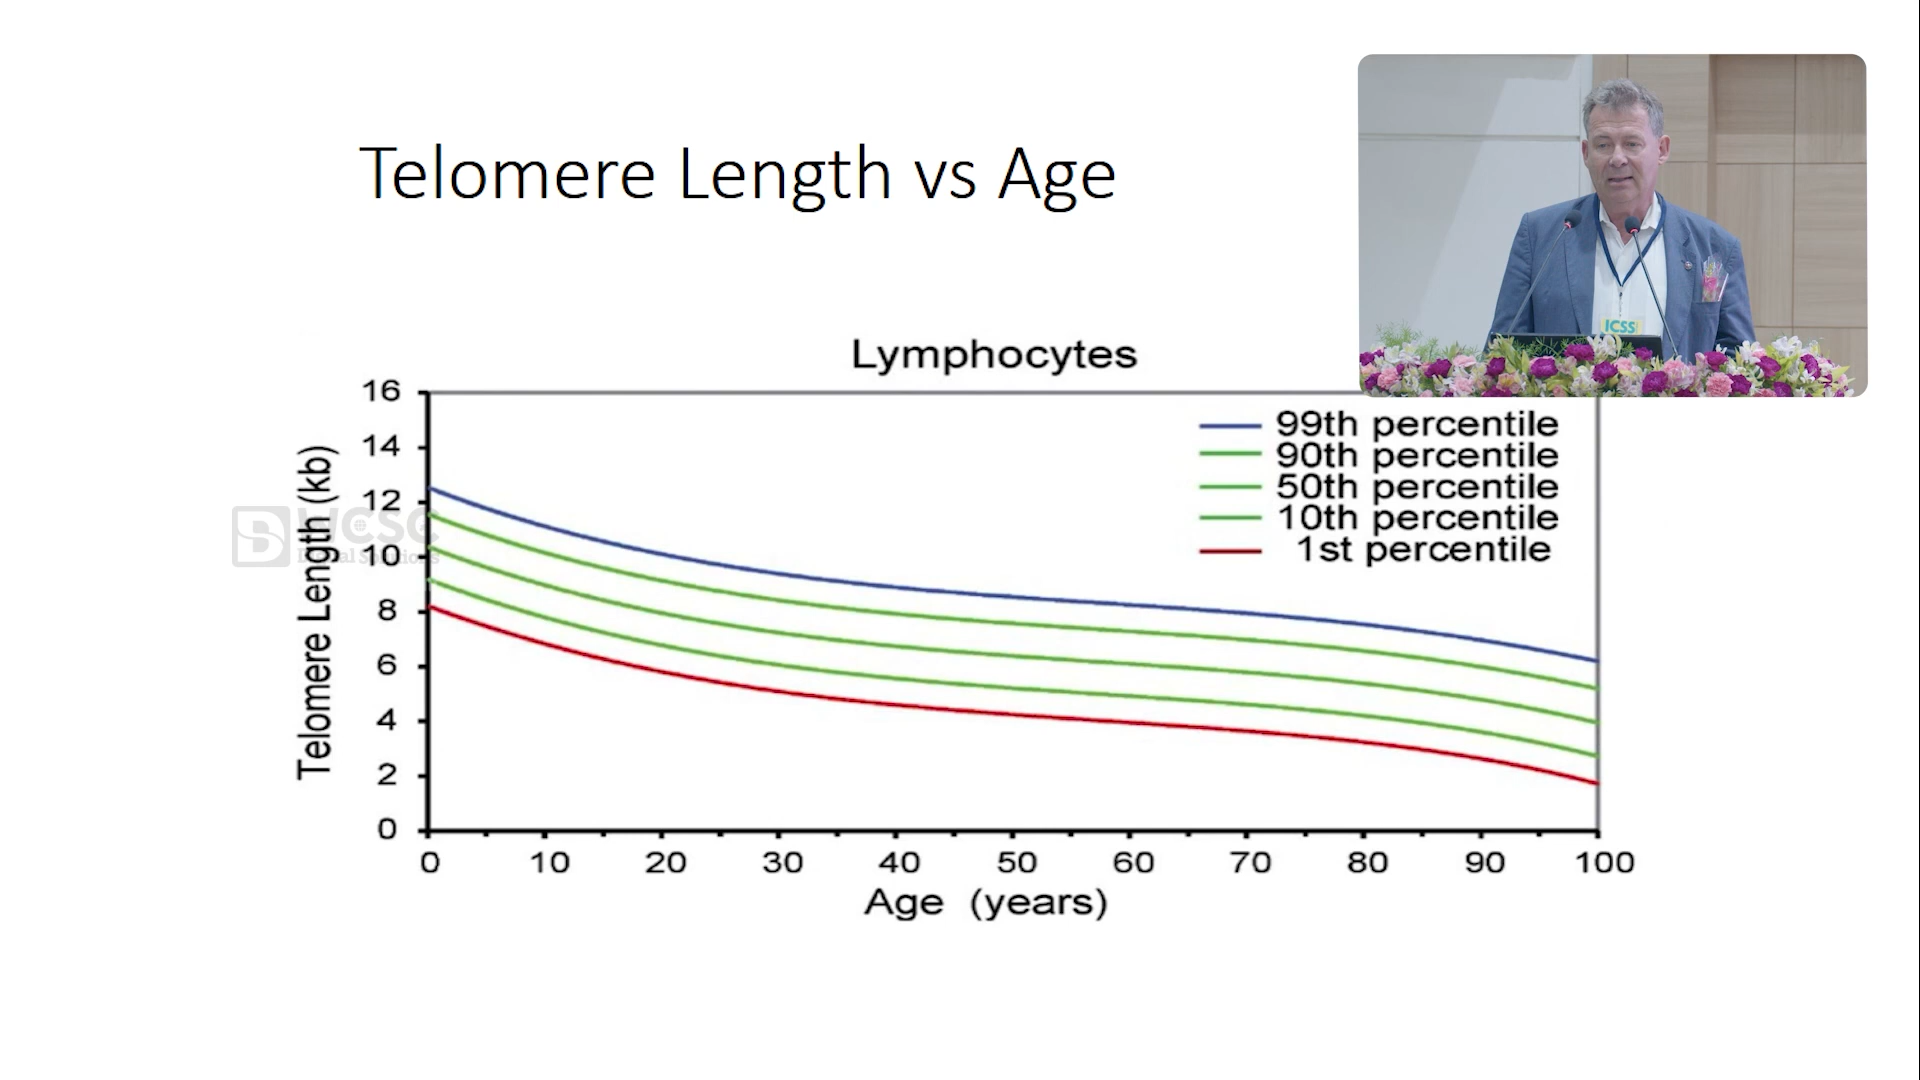 Telomere Length vs Age
ICSS
Lymphocytes
Telomere Length (kb)
16
14
12
10
8
6
4
2
0
99th percentile
90th percentile
50th percentile
10th percentile
1st percentile
0 10 20 30 40 50 60 70 80 90 100
Age (years)